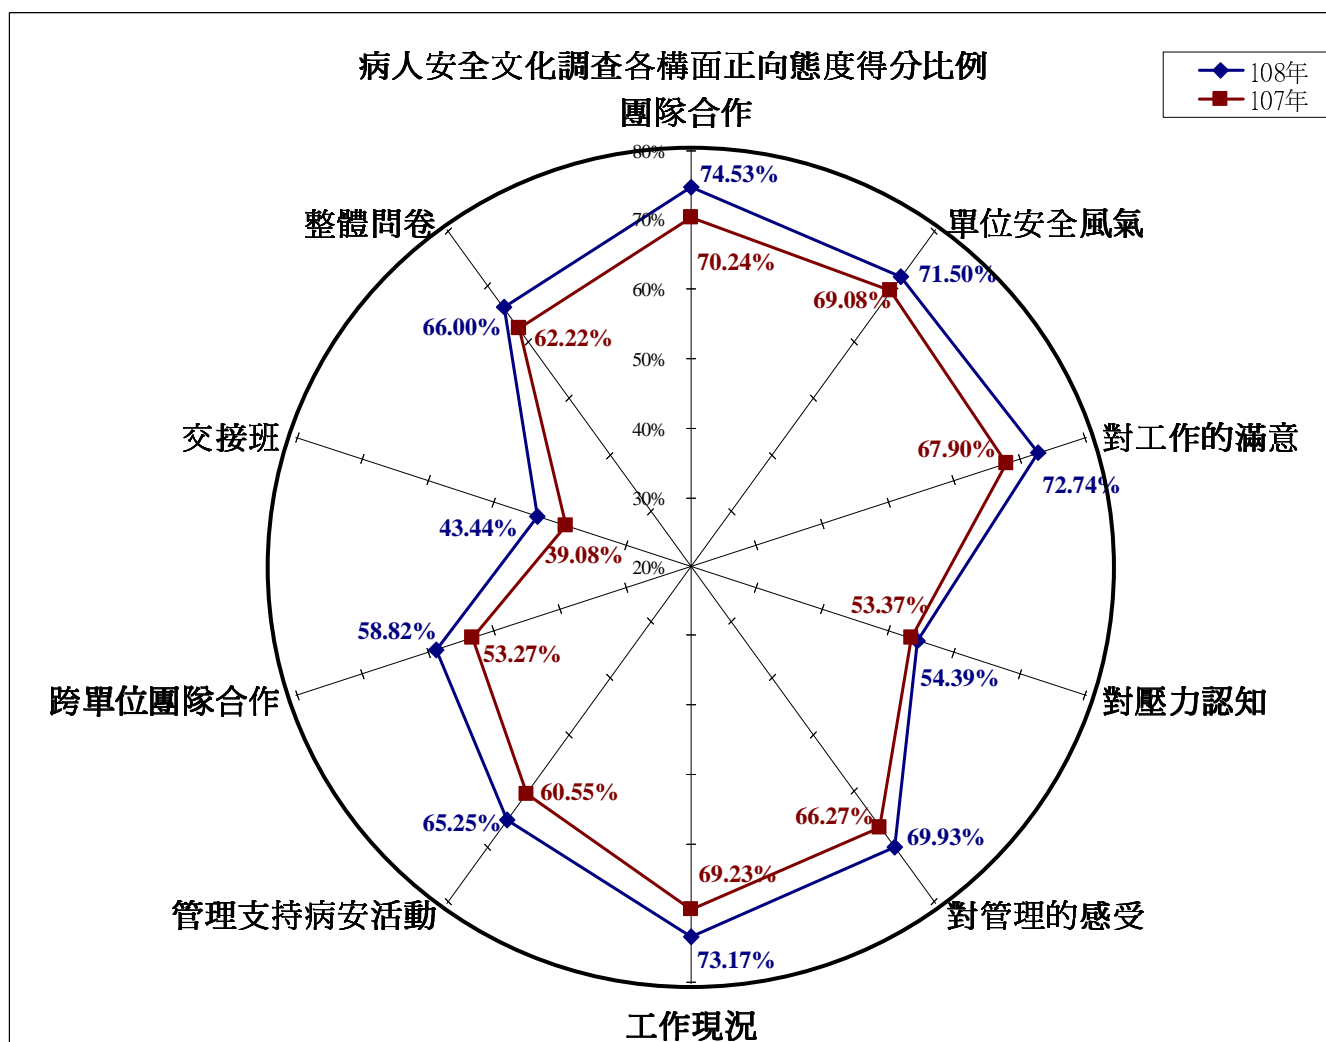 病人安全文化調查各構面正向態度得分比例
108年
107年
團隊合作
80%
74.53%
整體問卷
單位安全風氣
70%
70.24%
71.50%
69.08%
60%
66.00%
62.22%
50%
交接班
對工作的滿意
40%
67.90%
72.74%
30%
43.44%
39.08%
20%
53.37%
58.82%
53.27%
54.39%
跨單位團隊合作
對壓力認知
60.55%
65.25%
66.27%
69.93%
69.23%
管理支持病安活動
對管理的感受
73.17%
工作現況